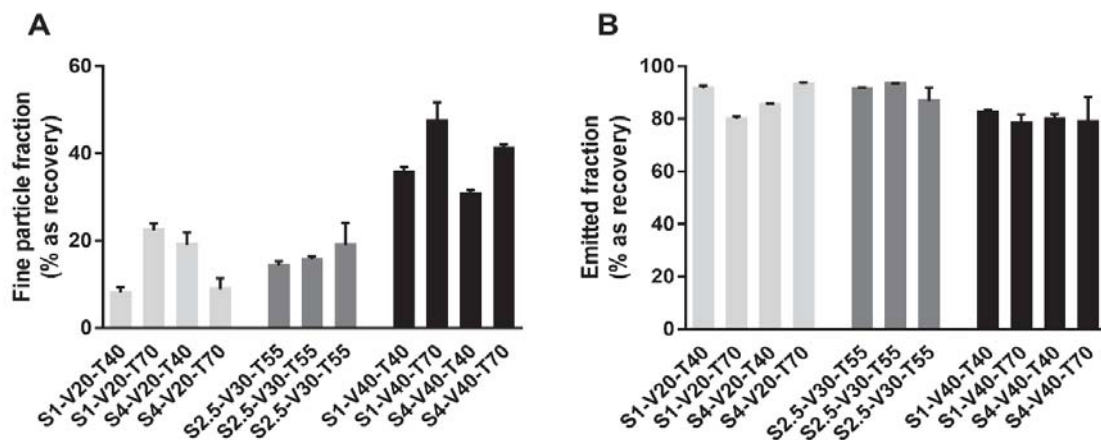 A
Fine particle fraction
(% as recovery)
60
40
20
0
S1-V20-T40
S1-V20-T70
S4-V20-T40
S4-V20-T70
S2.5-V30-T55
S2.5-V30-T55
S2.5-V30-T55
S1-V40-T40
S1-V40-T70
S4-V40-T40
S4-V40-T70
B
Emitted fraction
(% as recovery)
100
80
60
40
20
0
S1-V20-T40
S1-V20-T70
S4-V20-T40
S4-V20-T70
S2.5-V30-T55
S2.5-V30-T55
S2.5-V30-T55
S1-V40-T40
S1-V40-T70
S4-V40-T40
S4-V40-T70